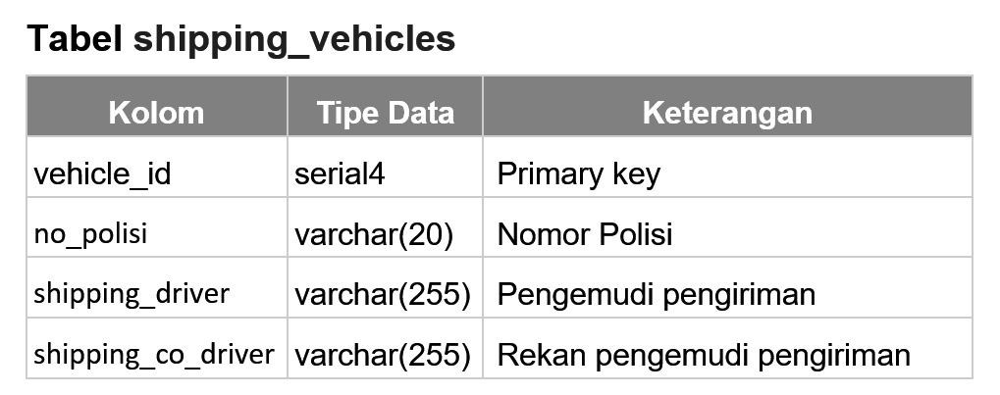 Tabel shipping_vehicles
Kolom Tipe Data Keterangan
vehicle_id serial4 Primary key
no_polisi varchar(20) Nomor Polisi
shipping_driver varchar(255) Pengemudi pengiriman
shipping_co_driver varchar(255) Rekan pengemudi pengiriman